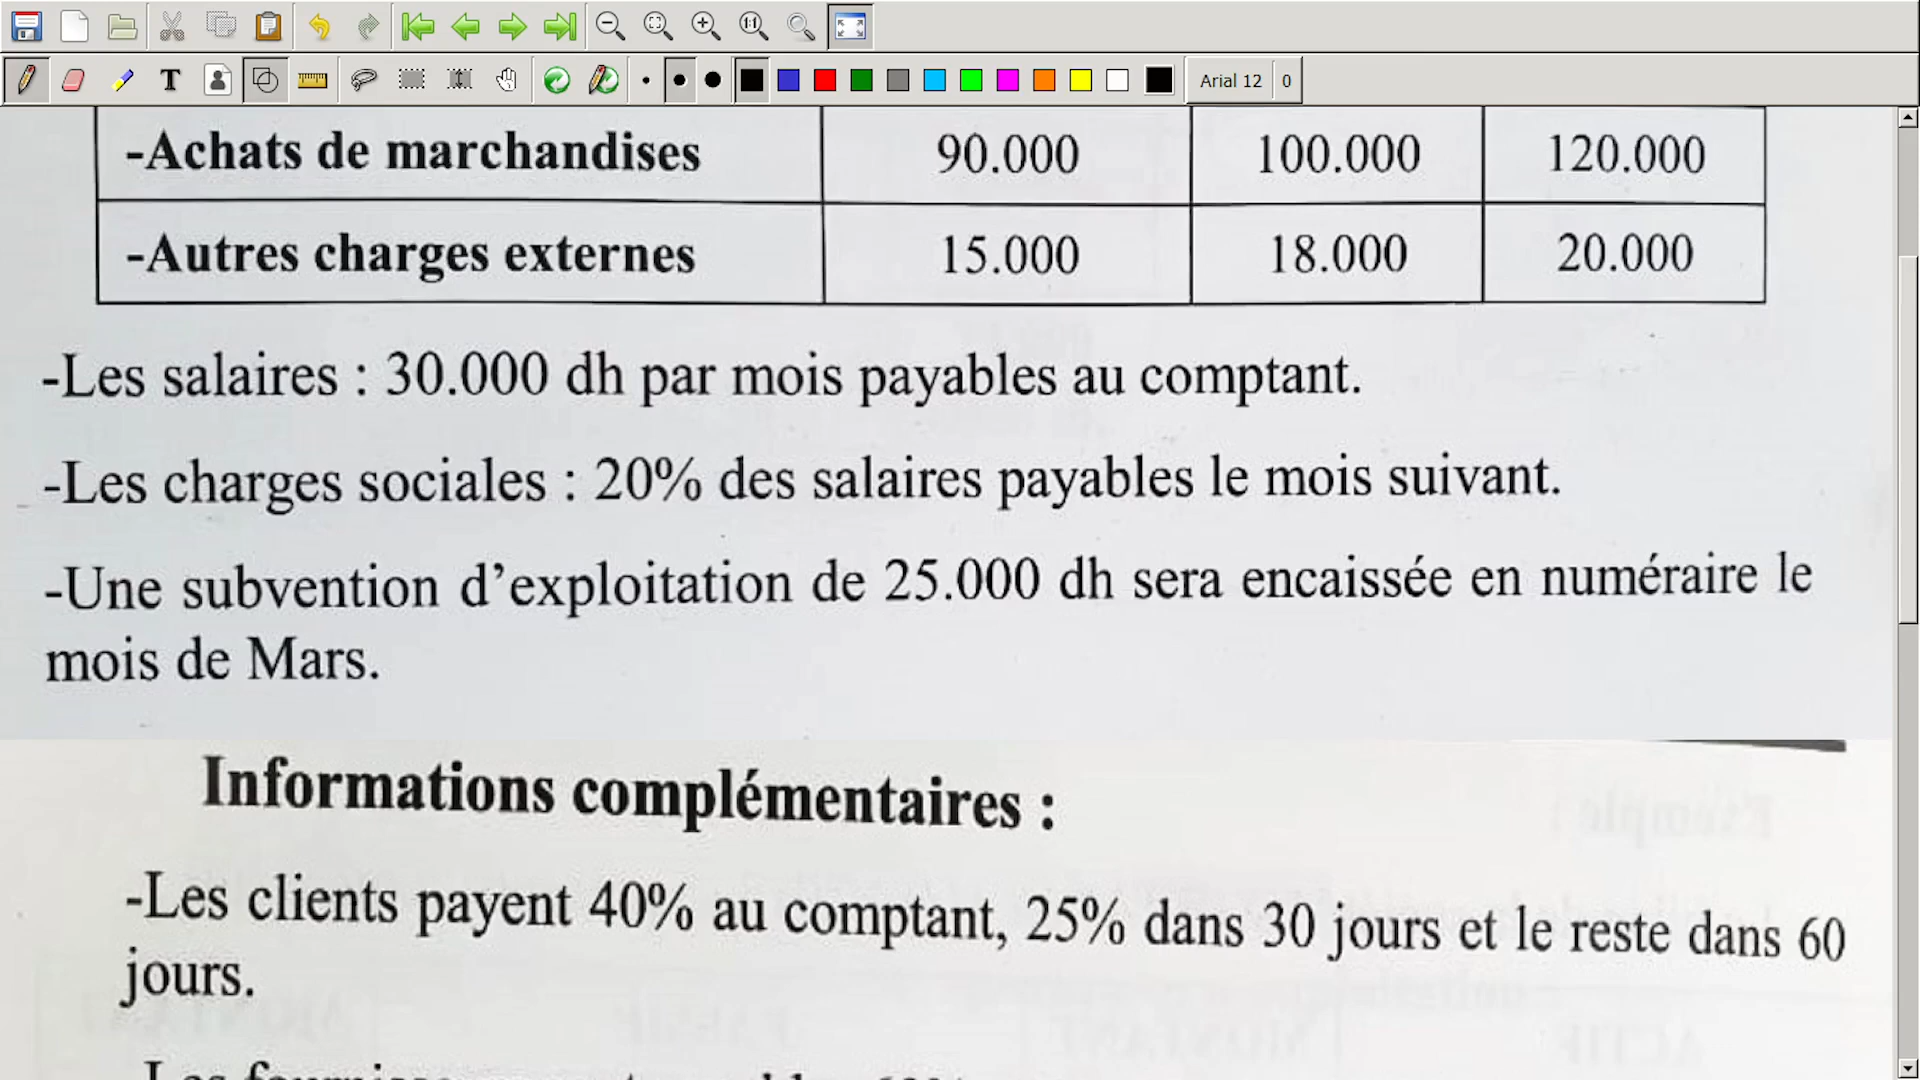 T
1:1
Arial 12 0
-Achats de marchandises 90.000 100.000 120.000
-Autres charges externes 15.000 18.000 20.000
-Les salaires : 30.000 dh par mois payables au comptant.
-Les charges sociales : 20% des salaires payables le mois suivant.
-Une subvention d’exploitation de 25.000 dh sera encaissée en numéraire le
mois de Mars.
Informations complémentaires :
-Les clients payent 40% au comptant, 25% dans 30 jours et le reste dans 60
jours.